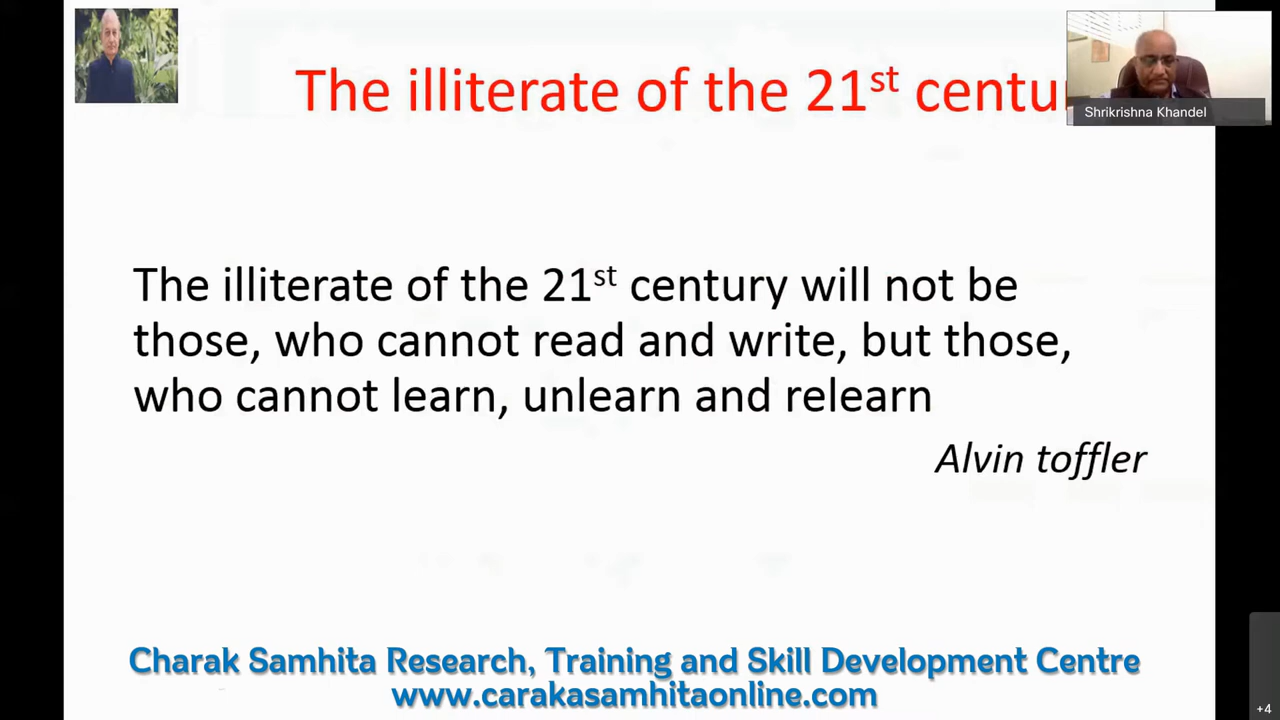 The illiterate of the 21st centu
Shrikrishna Khandel
The illiterate of the 21st century will not be
those, who cannot read and write, but those,
who cannot learn, unlearn and relearn
Alvin toffler
Charak Samhita Research, Training and Skill Development Centre
www.carakasamhitaonline.com
+4